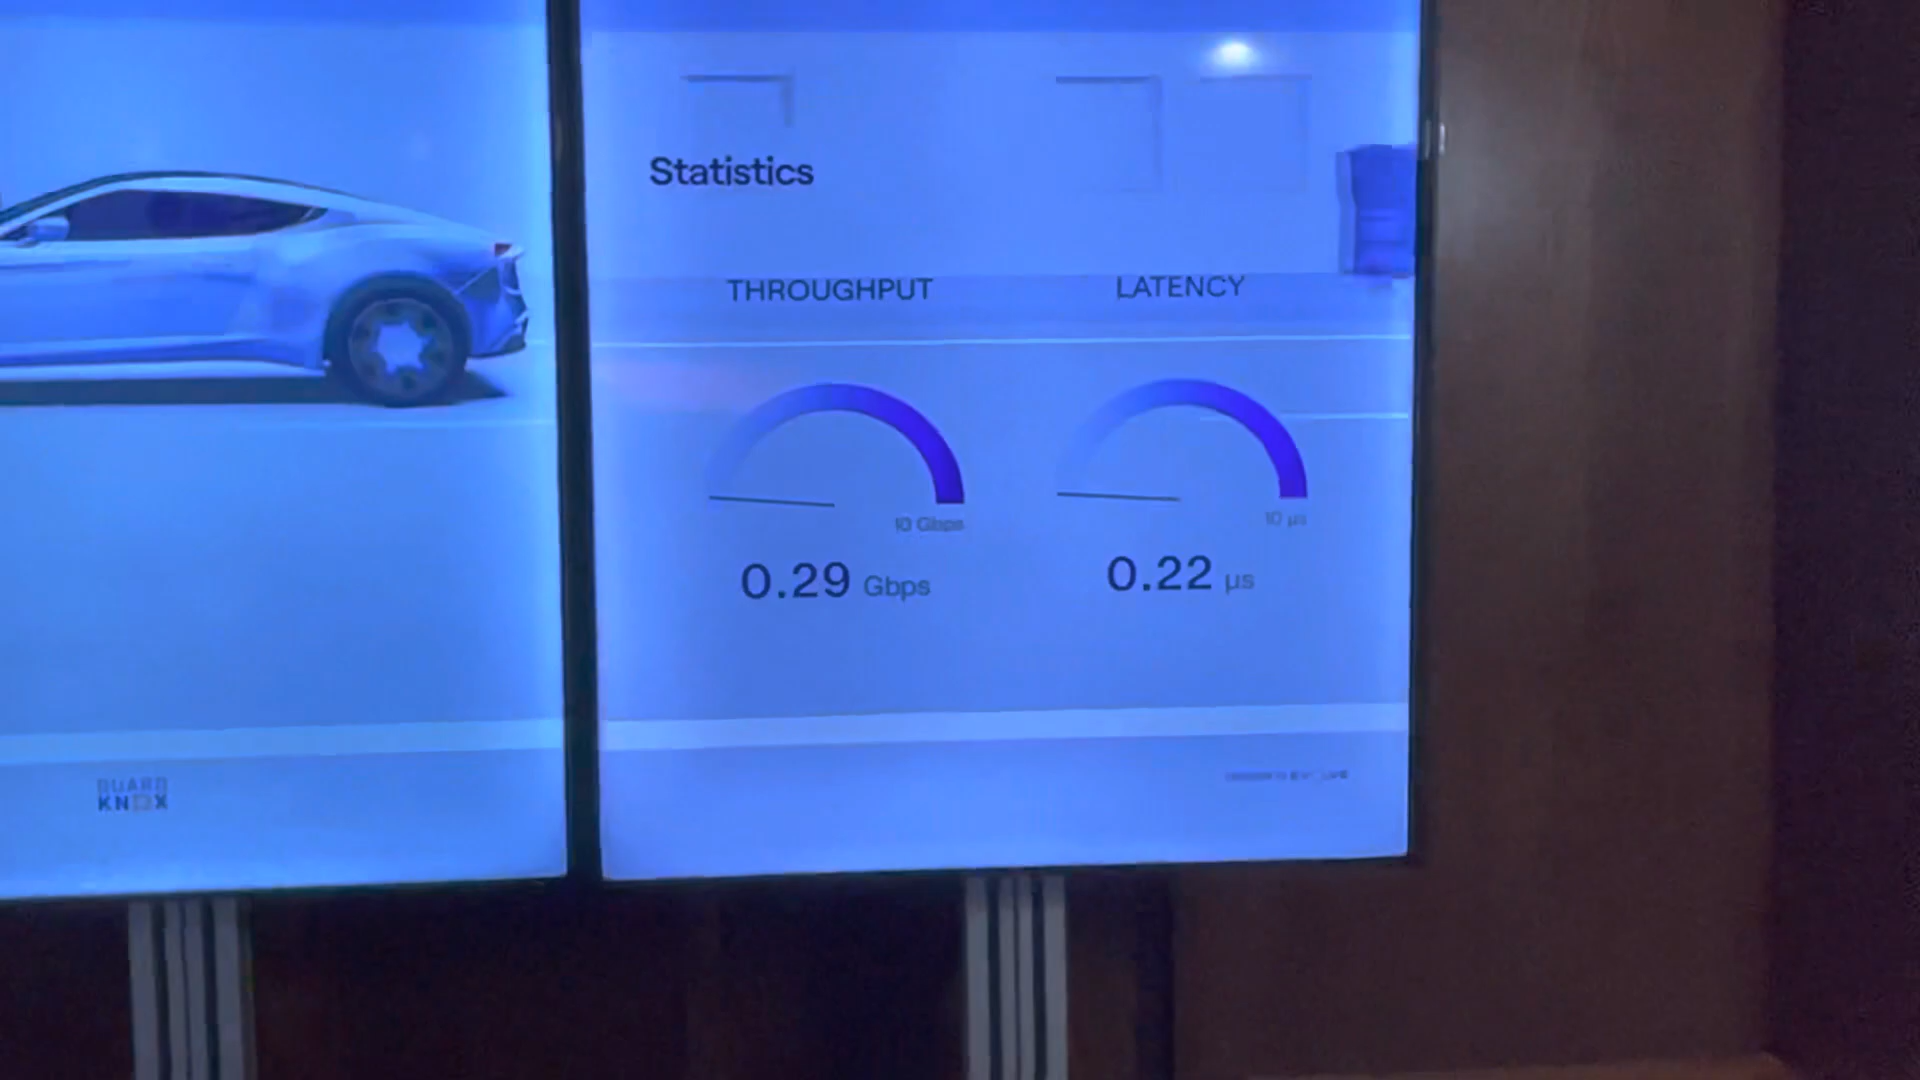 Statistics
THROUGHPUT
LATENCY
10 Gbps
10 µs
0.29 Gbps
0.22 µs
GUARD
KNOX